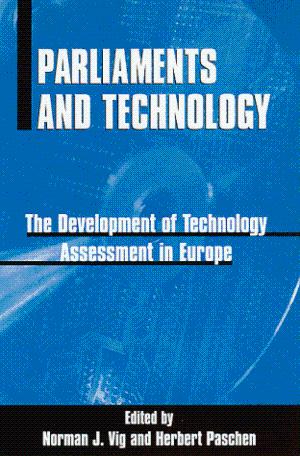 PARLIAMENTS
AND TECHNOLOGY
The Development of Technology
Assessment in Europe
Edited by
Norman J. Vig and Herbert Paschen